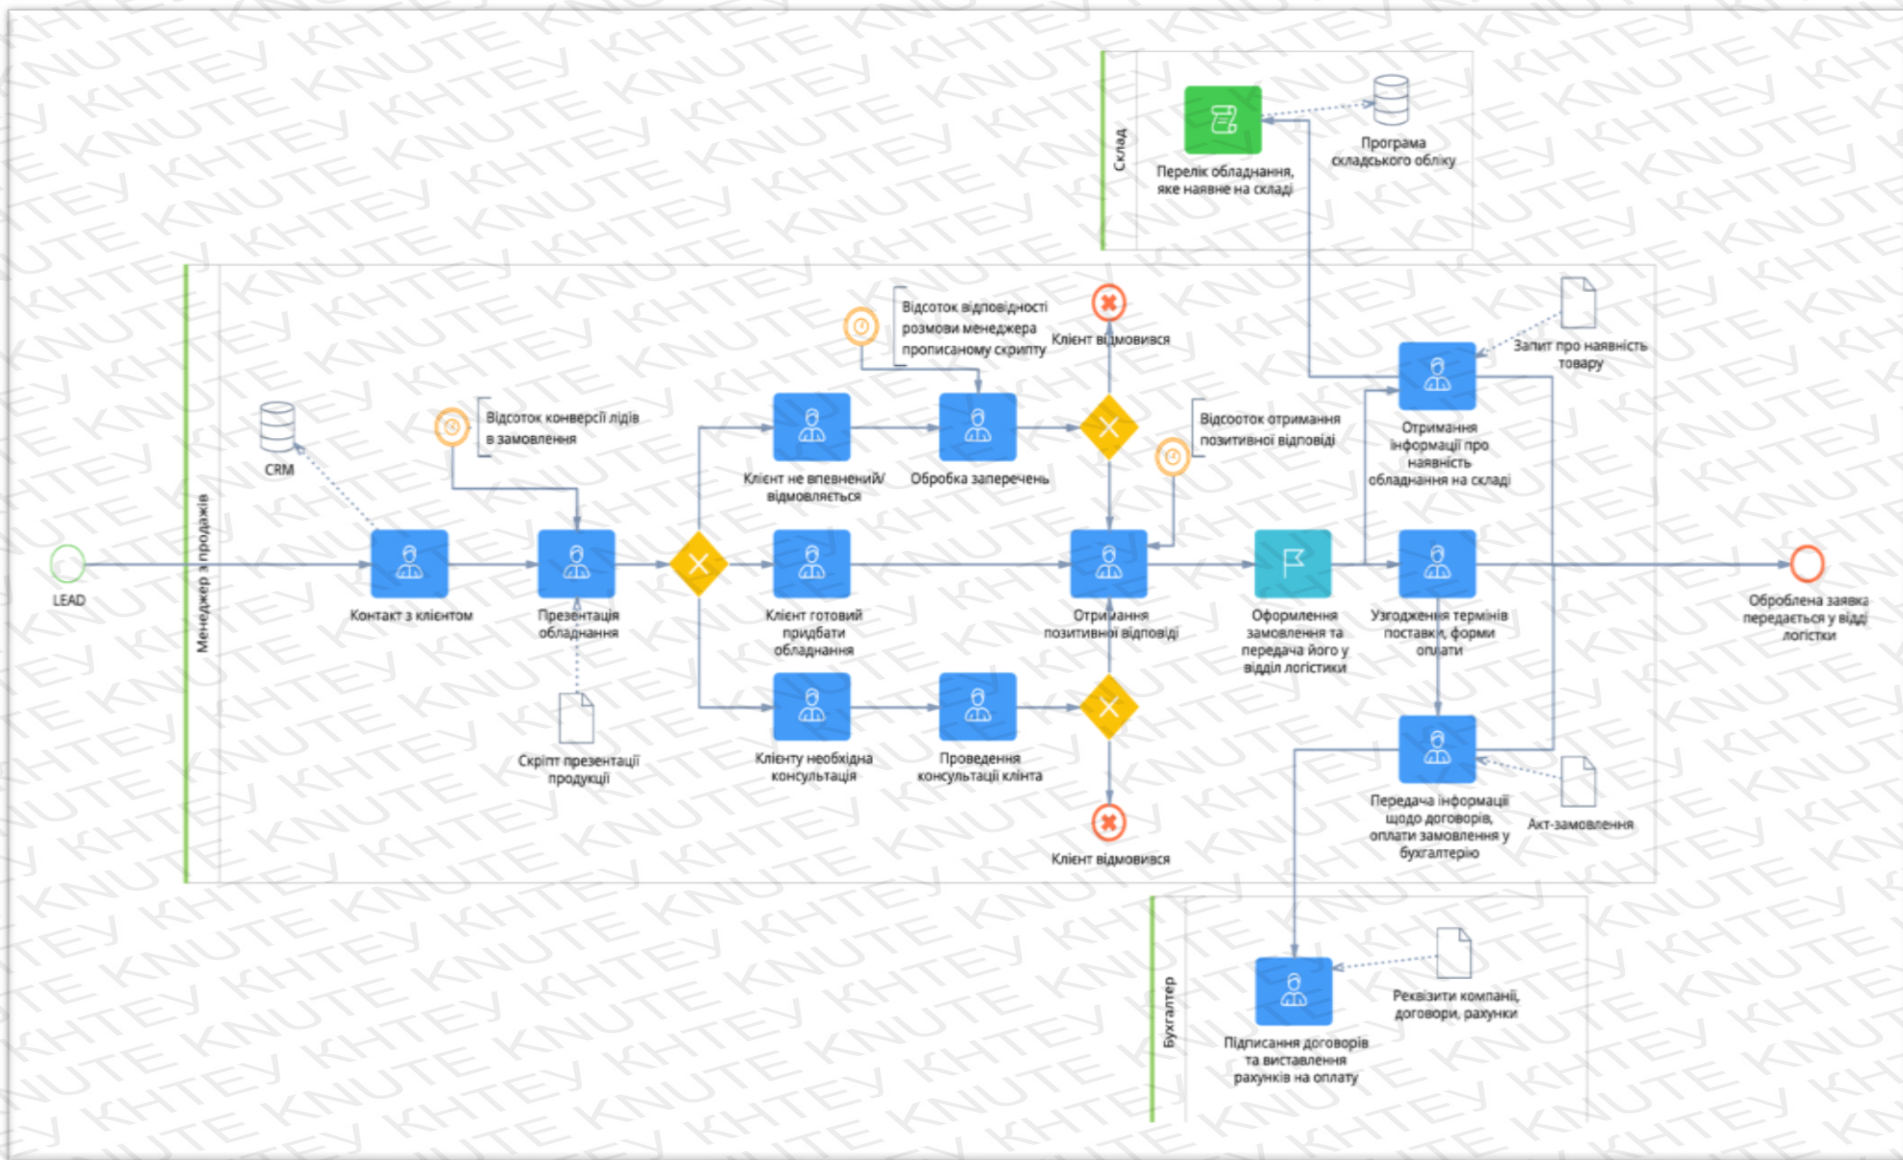 Склад
Перелік обладнання,
яке наявне на складі
Програма
складського обліку
Менеджер з продажів
LEAD
CRM
Контакт з клієнтом
Відсоток конверсії лідів
в замовлення
Презентація
обладнання
Скріпт презентації
продукції
Відсоток відповідності
розмови менеджера
прописаному скрипту
Клієнт не впевнений/
відмовляється
Обробка заперечень
Клієнт відмовився
Клієнт готовий
придбати
обладнання
Клієнту необхідна
консультація
Проведення
консультації клінта
Відсооток отримання
позитивної відповіді
Отримання
позитивної відповіді
Клієнт відмовився
Оформлення
замовлення та
передача його у
відділ логістики
Запит про наявність
товару
Отримання
інформації про
наявність
обладнання на складі
Узгодження термінів
поставки, форми
оплати
Передача інформації
щодо договорів,
оплати замовлення у
бухгалтерію
Акт-замовлення
Оброблена заявка
передається у відді
логістки
Бухгалтер
Підписання договорів
та виставлення
рахунків на оплату
Реквізити компанії,
договори, рахунки
KNUTE
KHTEY